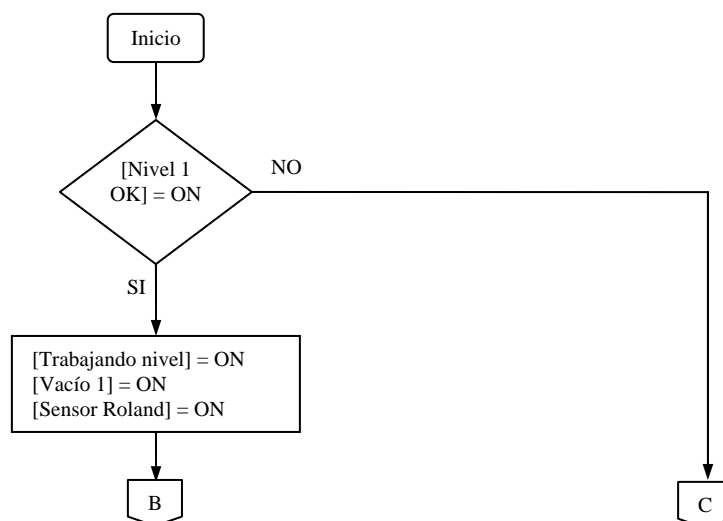 Inicio
[Nivel 1
OK] = ON
NO
SI
[Trabajando nivel] = ON
[Vacío 1] = ON
[Sensor Roland] = ON
B
C